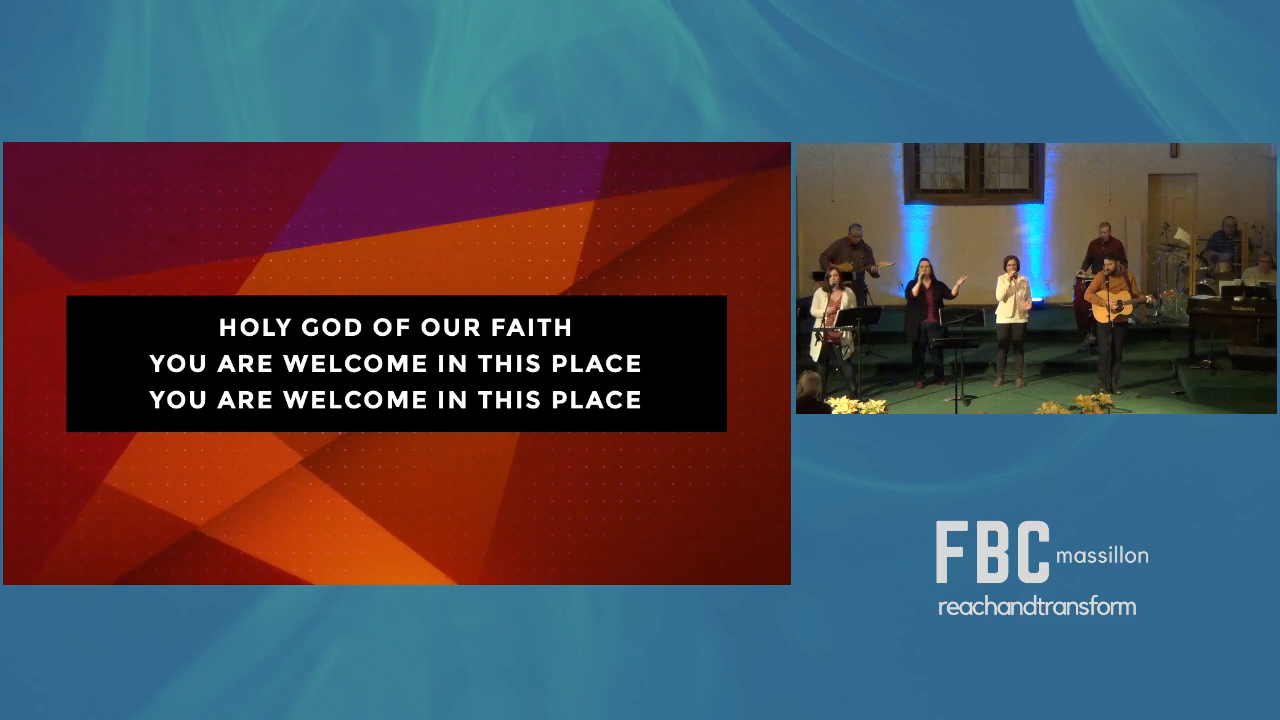 HOLY GOD OF OUR FAITH
YOU ARE WELCOME IN THIS PLACE
YOU ARE WELCOME IN THIS PLACE
FBC massillon
reachandtransform